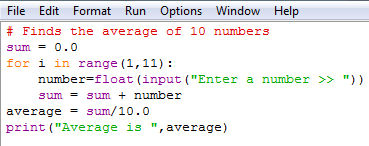 File Edit Format Run Options Windows Help
# Finds the average of 10 numbers
sum = 0.0
for i in range(1,11):
    number=float(input("Enter a number >> "))
    sum = sum + number
average = sum/10.0
print("Average is ",average)